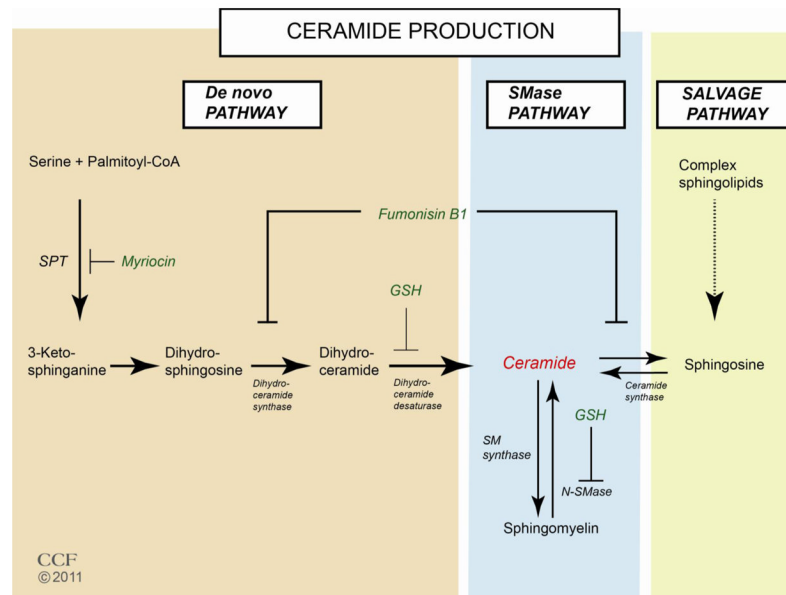 CERAMIDE PRODUCTION
De novo
PATHWAY
SMase
PATHWAY
SALVAGE
PATHWAY
Serine + Palmitoyl-CoA
Complex
sphingolipids
Fumonisin B1
SPT
Myriocin
GSH
3-Keto-
sphinganine
Dihydro-
sphingosine
Dihydro-
ceramide
Ceramide
Sphingosine
Dihydro-
ceramide
synthase
Dihydro-
ceramide
desaturase
Ceramide
synthase
GSH
SM
synthase
N-SMase
Sphingomyelin
CCF
© 2011